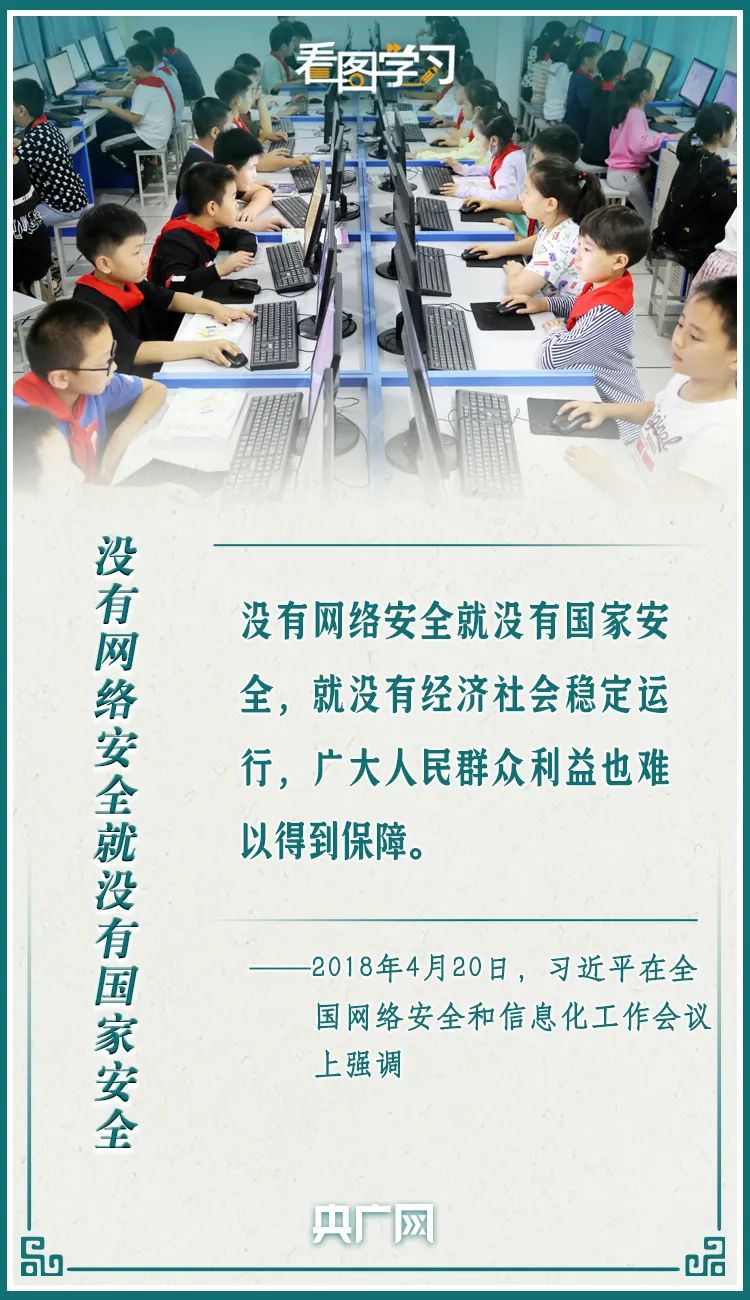 看图学习
没有网络安全就没有国家安全
没有网络安全就没有国家安
全，就没有经济社会稳定运
行，广大人民群众利益也难
以得到保障。
——2018年4月20日，习近平在全
国网络安全和信息化工作会议
上强调
央广网